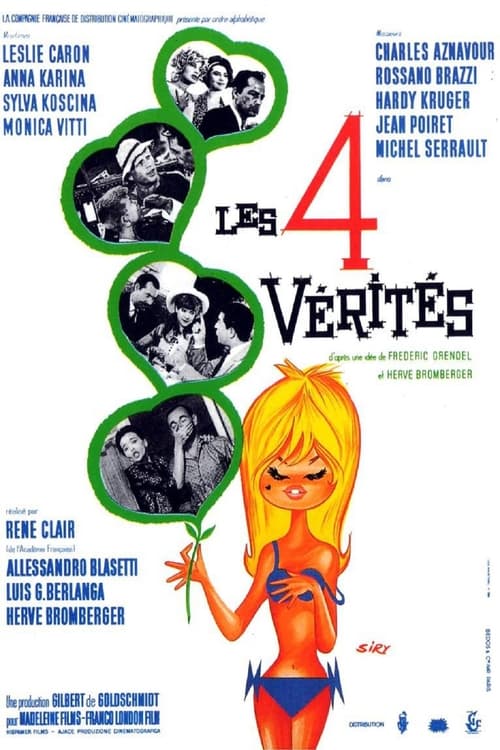 LA COMPAGNIE FRANÇAISE DE DISTRIBUTION CINÉMATOGRAPHIQUE présente par ordre alphabétique
Mesdames
LESLIE CARON
ANNA KARINA
SYLVA KOSCINA
MONICA VITTI
Messieurs
CHARLES AZNAVOUR
ROSSANO BRAZZI
HARDY KRUGER
JEAN POIRET
MICHEL SERRAULT
dans
LES 4
VÉRITÉS
d'après une idée de FREDERIC GRENDEL
et HERVE BROMBERGER
réalisé par
RENE CLAIR
(de l'Académie Française)
ALLESSANDRO BLASETTI
LUIS G. BERLANGA
HERVE BROMBERGER
SIRY
Une production GILBERT de GOLDSCHMIDT
pour MADELEINE FILMS - FRANCO LONDON FILM
HISPAMER FILMS - AJACE PRODUZIONE CINEMATOGRAFICA
DISTRIBUTION